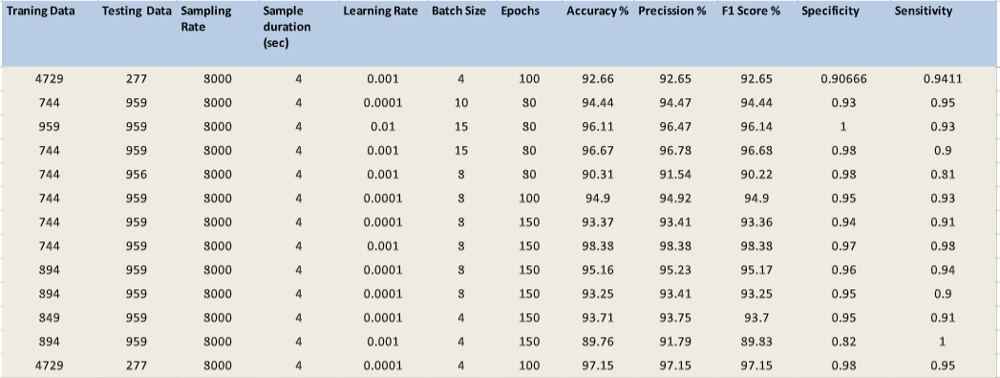 Traning Data Testing Data Sampling Rate Sample duration (sec) Learning Rate Batch Size Epochs Accuracy % Precission % F1 Score % Specificity Sensitivity
4729 277 8000 4 0.001 4 100 92.66 92.65 92.65 0.90666 0.9411
744 959 8000 4 0.0001 10 80 94.44 94.47 94.44 0.93 0.95
959 959 8000 4 0.01 15 80 96.11 96.47 96.14 1 0.93
744 959 8000 4 0.001 15 80 96.67 96.78 96.68 0.98 0.9
744 956 8000 4 0.001 8 80 90.31 91.54 90.22 0.98 0.81
744 959 8000 4 0.0001 8 100 94.9 94.92 94.9 0.95 0.93
744 959 8000 4 0.0001 8 150 93.37 93.41 93.36 0.94 0.91
744 959 8000 4 0.001 8 150 98.38 98.38 98.38 0.97 0.98
894 959 8000 4 0.0001 8 150 95.16 95.23 95.17 0.96 0.94
894 959 8000 4 0.0001 8 150 93.25 93.41 93.25 0.95 0.9
849 959 8000 4 0.0001 4 150 93.71 93.75 93.7 0.95 0.91
894 959 8000 4 0.001 4 150 89.76 91.79 89.83 0.82 1
4729 277 8000 4 0.0001 4 100 97.15 97.15 97.15 0.98 0.95